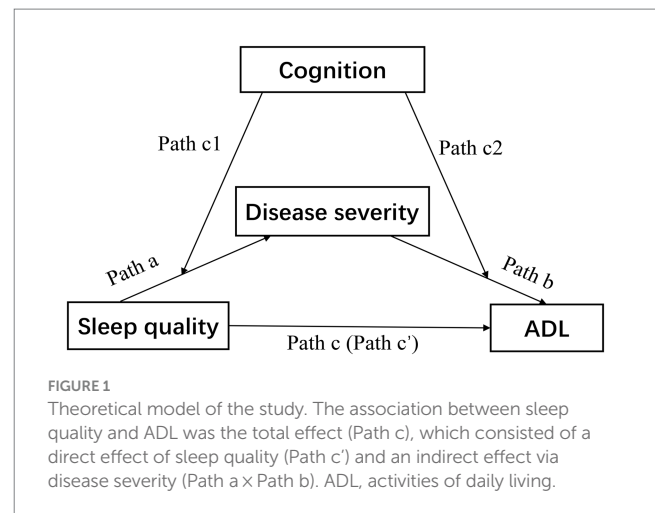 Cognition
Path c1
Path c2
Disease severity
Path a
Path b
Sleep quality
ADL
Path c (Path c’)
FIGURE 1
Theoretical model of the study. The association between sleep
quality and ADL was the total effect (Path c), which consisted of a
direct effect of sleep quality (Path c’) and an indirect effect via
disease severity (Path a × Path b). ADL, activities of daily living.